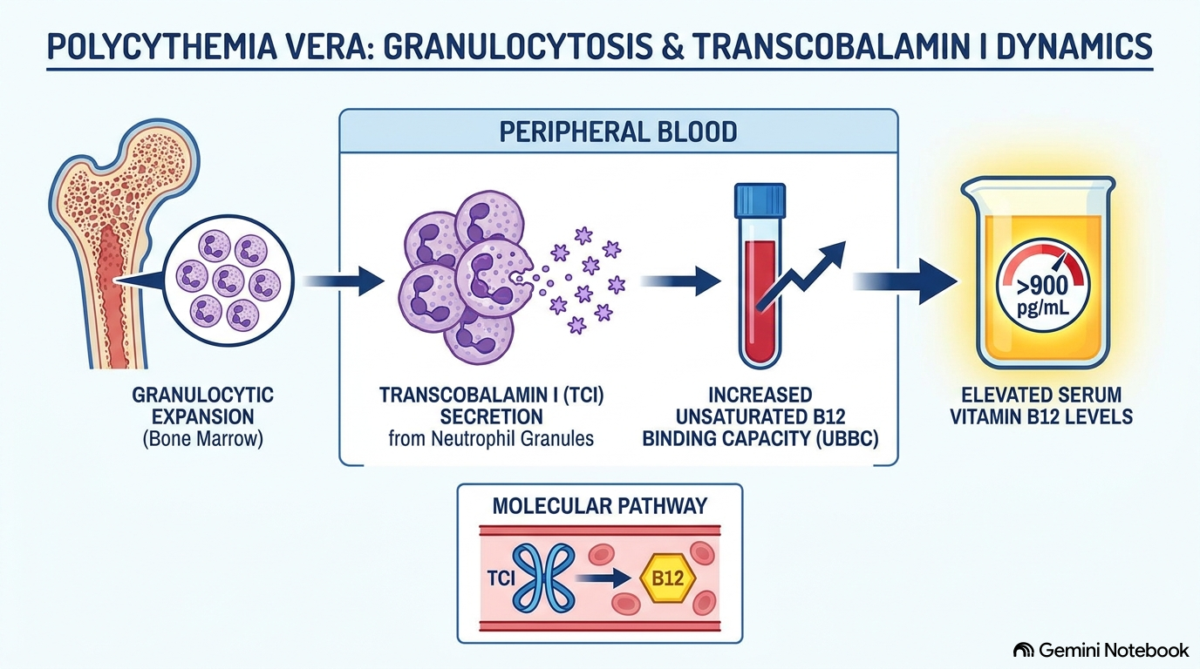 POLYCYTHEMIA VERA: GRANULOCYTOSIS & TRANSCOBALAMIN I DYNAMICS
PERIPHERAL BLOOD
GRANULOCYTIC
EXPANSION
(Bone Marrow)
TRANSCOBALAMIN I (TCI)
SECRETION
from Neutrophil Granules
INCREASED
UNSATURATED B12
BINDING CAPACITY (UBBC)
>900
pg/mL
ELEVATED SERUM
VITAMIN B12 LEVELS
MOLECULAR PATHWAY
TCI
B12
Gemini Notebook